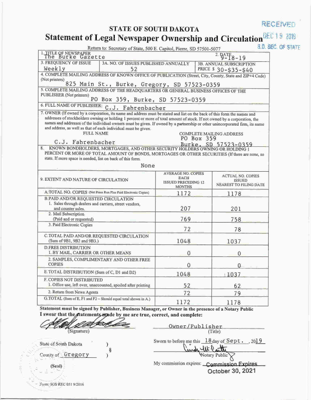 RECEIVED
DEC 19 2019
S.D. SEC OF STATE
STATE OF SOUTH DAKOTA
Statement of Legal Newspaper Ownership and Circulation
Return to: Secretary of State, 500 E. Capitol, Pierre, SD 57501-5077
1. TITLE OF NEWSPAPER
The Burke Gazette
2. DATE
9-18-19
3. FREQUENCY OF ISSUE
Weekly
3A. NO. OF ISSUES PUBLISHED ANNUALLY
52
3B. ANNUAL SUBSCRIPTION
PRICE $ 30-$35-$40
4. COMPLETE MAILING ADDRESS OF KNOWN OFFICE OF PUBLICATION (Street, City, County, State and ZIP+4 Code)
(Not printers)
825 Main St., Burke, Gregory, SD 57523-0359
5. COMPLETE MAILING ADDRESS OF THE HEADQUARTERS OR GENERAL BUSINESS OFFICES OF THE
PUBLISHER (Not printers)
PO Box 359, Burke, SD 57523-0359
6. FULL NAME OF PUBLISHER: C.J. Fahrenbacher
7. OWNER (If owned by a corporation, its name and address must be stated and list on the back of this form the names and
addresses of stockholders owning or holding 1 percent or more of total amount of stock. If not owned by a corporation, the
names and addresses of the individual owners must be given. If owned by a partnership or other unincorporated firm, its name
and address, as well as that of each individual must be given.
FULL NAME
COMPLETE MAILING ADDRESS
PO Box 359
C.J. Fahrenbacher
Burke, SD 57523-0359
8. KNOWN BONDHOLDERS, MORTGAGES, AND OTHER SECURITY HOLDERS OWNING OR HOLDING 1
PERCENT OR MORE OF TOTAL AMOUNT OF BONDS, MORTGAGES OR OTHER SECURITIES (If there are none, so
state. If more space is needed, list on back of this form.
None
9. EXTENT AND NATURE OF CIRCULATION
AVERAGE NO. COPIES
EACH
ISSUED PRECEDING 12
MONTHS
ACTUAL NO. COPIES
ISSUED
NEAREST TO FILING DATE
A. TOTAL NO. COPIES (Net Press Run Plus Paid Electronic Copies)
1172
1178
B. PAID AND/OR REQUESTED CIRCULATION
1. Sales through dealers and carriers, street vendors,
and counter sales.
207
201
2. Mail Subscription
(Paid and or requested)
769
758
3. Paid Electronic Copies
72
78
C. TOTAL PAID AND/OR REQUESTED CIRCULATION
(Sum of 9B1, 9B2 and 9B3.)
1048
1037
D. FREE DISTRIBUTION
1. BY MAIL, CARRIER OR OTHER MEANS
0
0
2. SAMPLES, COMPLIMENTARY AND OTHER FREE
COPIES
0
0
E. TOTAL DISTRIBUTION (Sum of C, D1 and D2)
1048
1037
F. COPIES NOT DISTRIBUTED
1. Office use, left over, unaccounted, spoiled after printing
52
62
2. Return from News Agents
72
79
G. TOTAL (Sum of E, F1 and F2 – Should equal total shown in A.)
1172
1178
Statement must be signed by Publisher, Business Manager, or Owner in the presence of a Notary Public
I swear that the statements made by me are true, correct, and complete:
(Signature)
Owner/Publisher
(Title)
State of South Dakota )
§
County of Gregory )
Sworn to before me this 18 day of Sept. 2019
Notary Public
(Seal)
My commission expires: Commission Expires
October 30, 2021